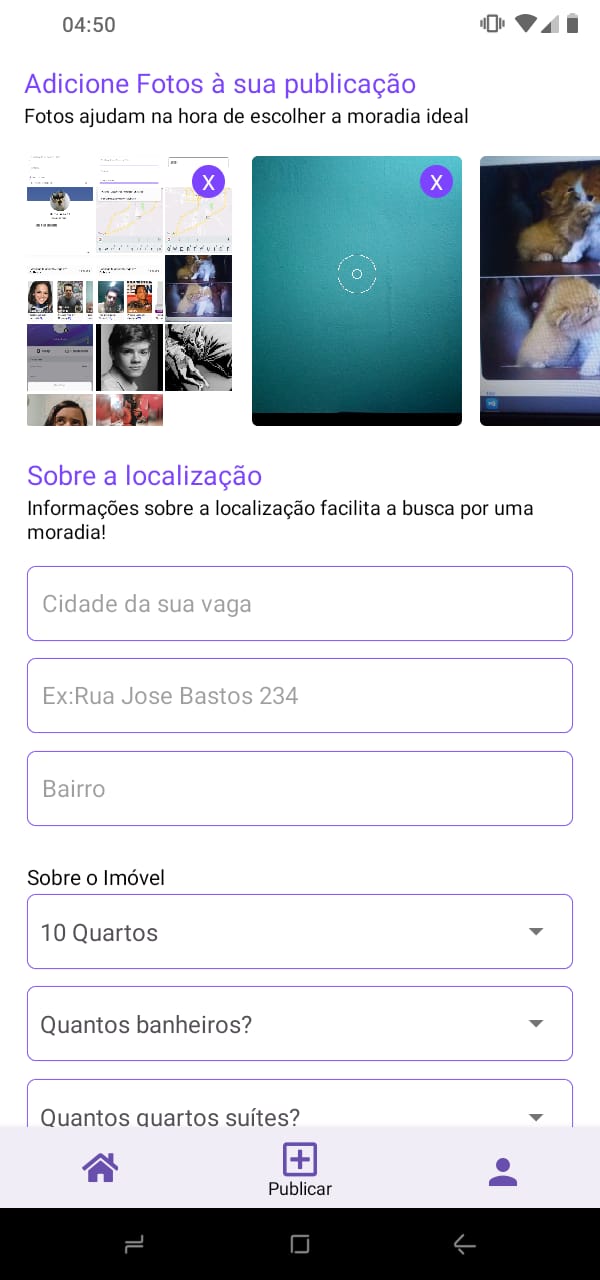 04:50
Adicione Fotos à sua publicação
Fotos ajudam na hora de escolher a moradia ideal
X
X
Sobre a localização
Informações sobre a localização facilita a busca por uma
moradia!
Cidade da sua vaga
Ex:Rua Jose Bastos 234
Bairro
Sobre o Imóvel
10 Quartos
Quantos banheiros?
Quantos quartos suítes?
Publicar